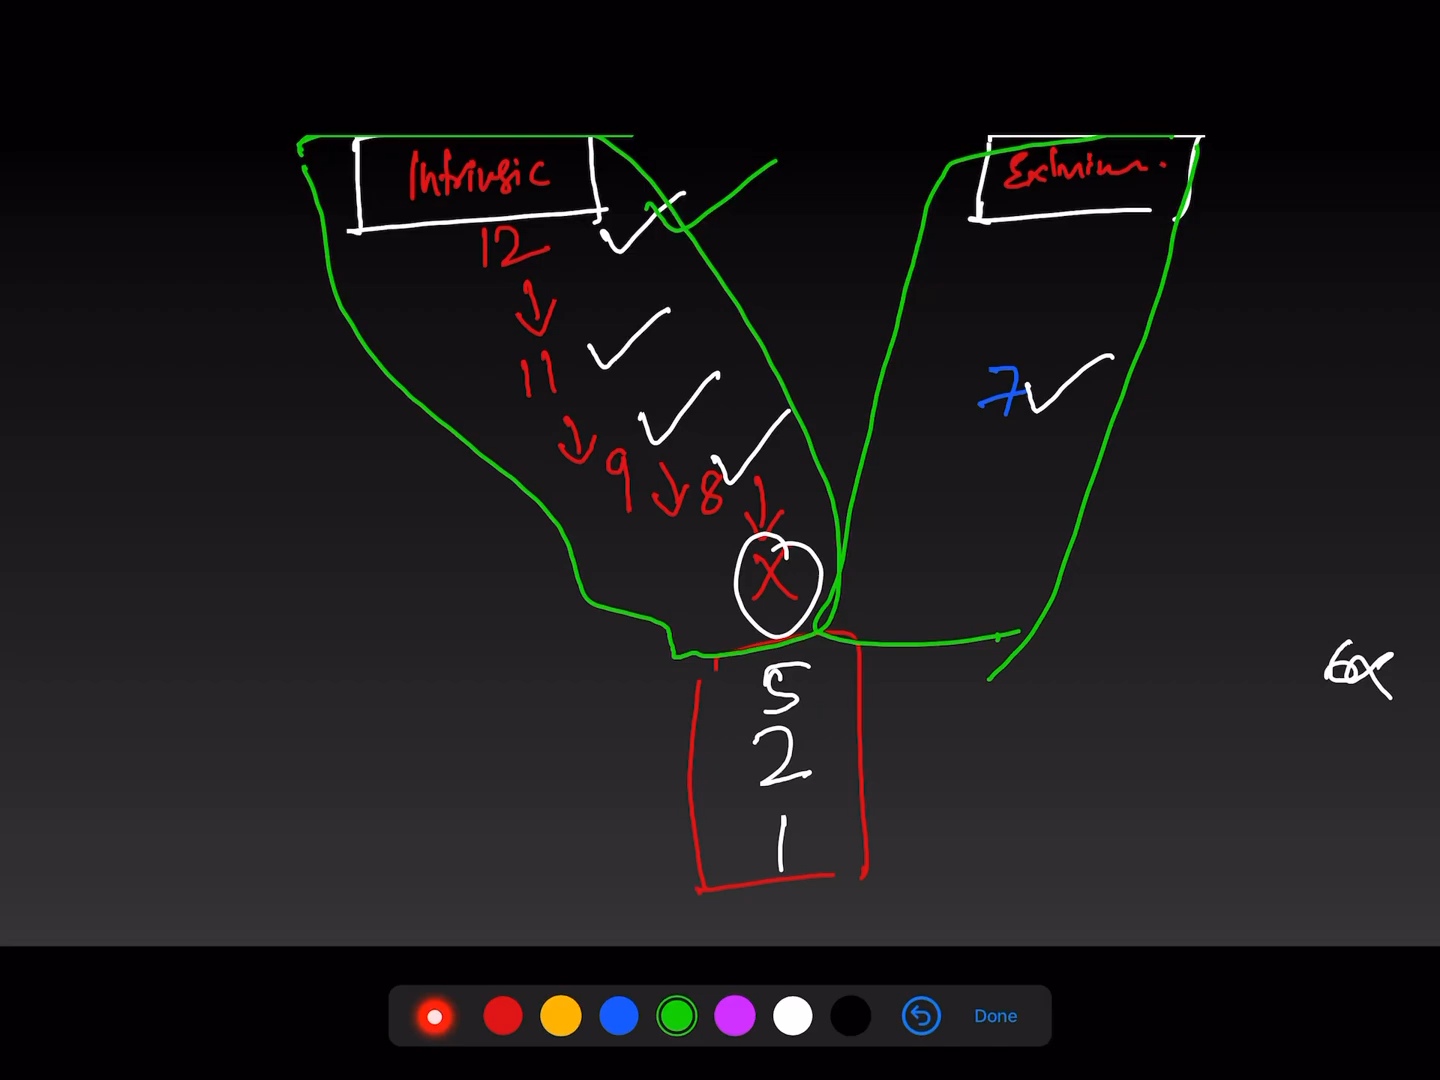 Intrinsic
12
↓
11
↓ 9 ↓ 8 ↓
X
5
2
1
7
Done